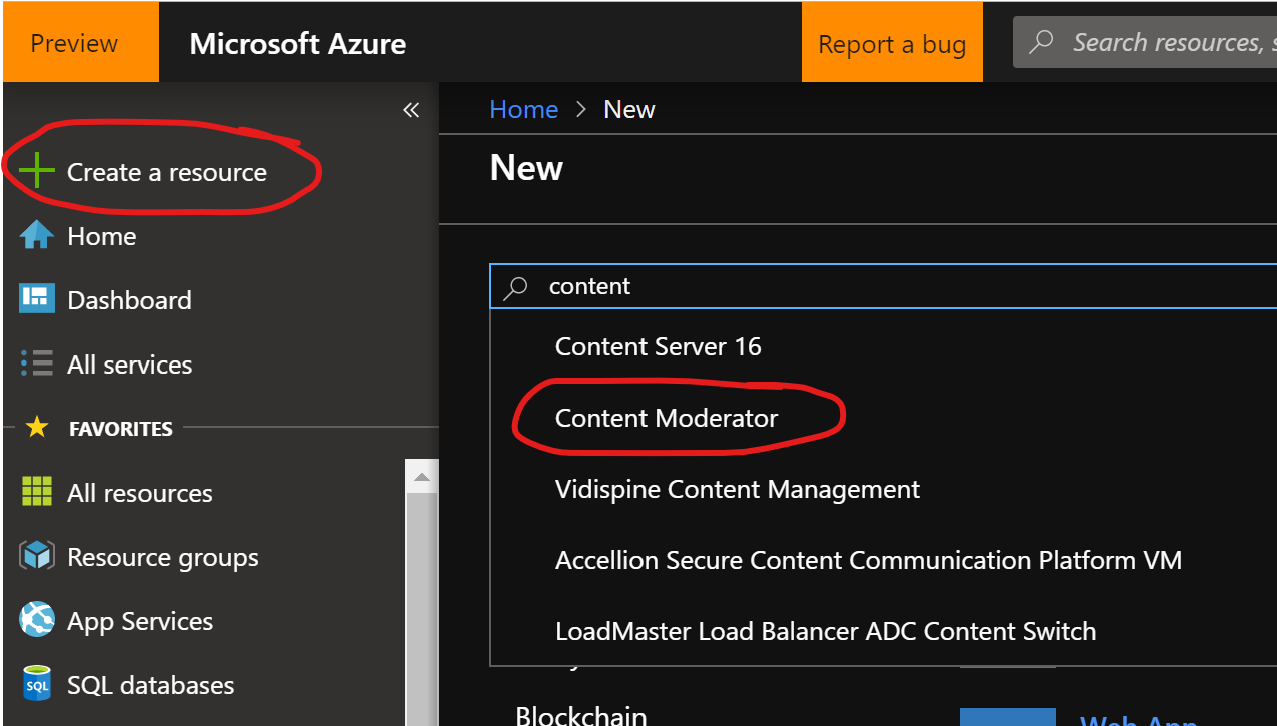 Preview
Microsoft Azure
Report a bug
Search resources, s
Create a resource
Home
Dashboard
All services
FAVORITES
All resources
Resource groups
App Services
SQL
SQL databases
Home > New
New
content
Content Server 16
Content Moderator
Vidispine Content Management
Accellion Secure Content Communication Platform VM
LoadMaster Load Balancer ADC Content Switch
Blockchain
Web App